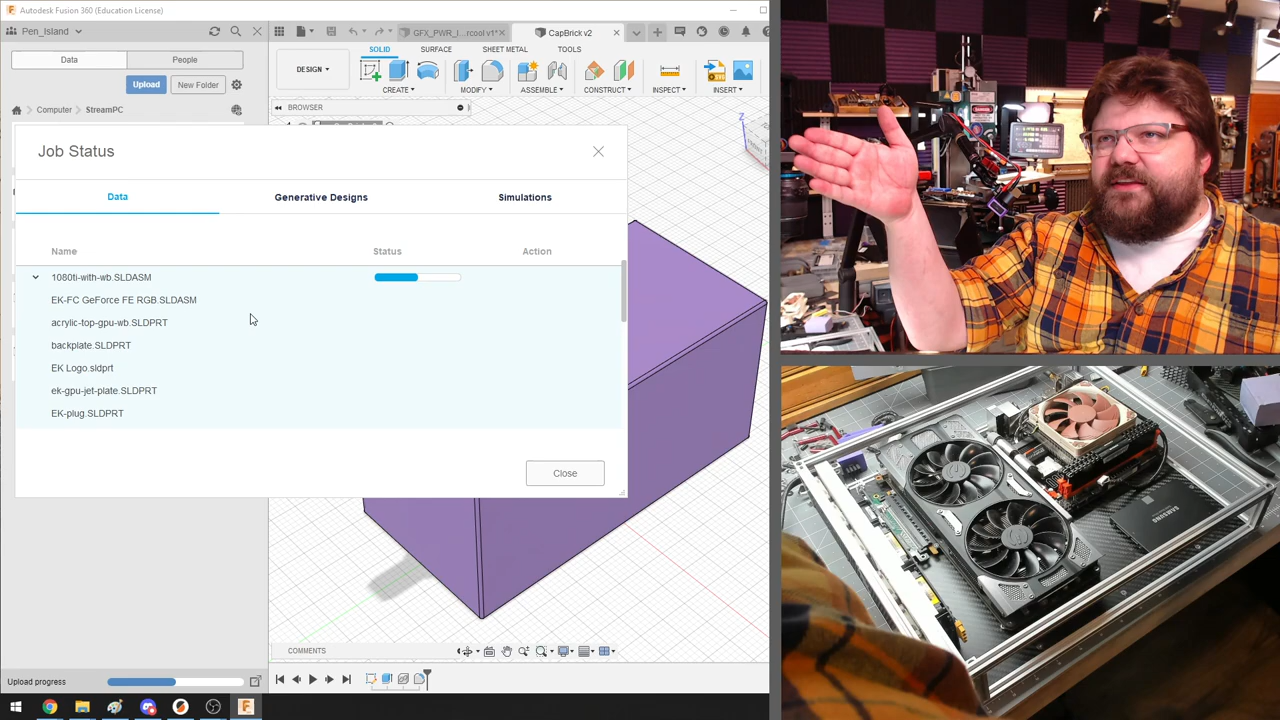 Autodesk Fusion 360 (Education License)
Pen_Island
GFX_PWR_I...rcool v1*
CapBrick v2
Data
People
SOLID
SURFACE
SHEET METAL
TOOLS
Upload
New Folder
DESIGN
CREATE
MODIFY
ASSEMBLE
CONSTRUCT
INSPECT
INSERT
Computer
StreamPC
BROWSER
Z
Job Status
Data
Generative Designs
Simulations
Name
Status
Action
1080ti-with-wb.SLDASM
EK-FC GeForce FE RGB.SLDASM
acrylic-top-gpu-wb.SLDPRT
backplate.SLDPRT
EK Logo.sldprt
ek-gpu-jet-plate.SLDPRT
EK-plug.SLDPRT
Close
COMMENTS
Upload progress
SAMSUNG